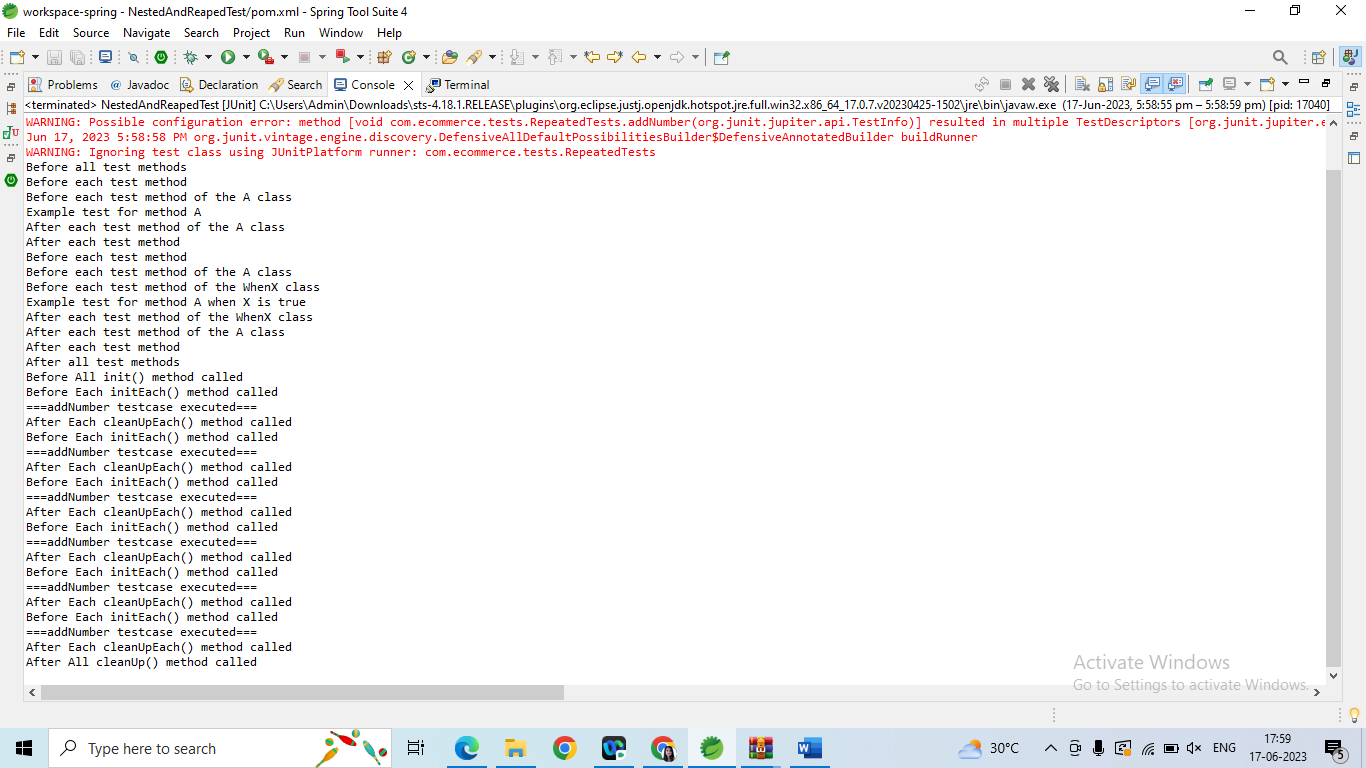 workspace-spring - NestedAndReapedTest/pom.xml - Spring Tool Suite 4
File Edit Source Navigate Search Project Run Window Help
Problems @ Javadoc Declaration Search Console Terminal
<terminated> NestedAndReapedTest [JUnit] C:\Users\Admin\Downloads\sts-4.18.1.RELEASE\plugins\org.eclipse.justj.openjdk.hotspot.jre.full.win32.x86_64_17.0.7.v20230425-1502\jre\bin\javaw.exe (17-Jun-2023, 5:58:55 pm – 5:58:59 pm) [pid: 17040]
WARNING: Possible configuration error: method [void com.ecommerce.tests.RepeatedTests.addNumber(org.junit.jupiter.api.TestInfo)] resulted in multiple TestDescriptors [org.junit.jupiter.e
Jun 17, 2023 5:58:58 PM org.junit.vintage.engine.discovery.DefensiveAllDefaultPossibilitiesBuilder$DefensiveAnnotatedBuilder buildRunner
WARNING: Ignoring test class using JUnitPlatform runner: com.ecommerce.tests.RepeatedTests
Before all test methods
Before each test method
Before each test method of the A class
Example test for method A
After each test method of the A class
After each test method
Before each test method
Before each test method of the A class
Before each test method of the WhenX class
Example test for method A when X is true
After each test method of the WhenX class
After each test method of the A class
After each test method
After all test methods
Before All init() method called
Before Each initEach() method called
===addNumber testcase executed===
After Each cleanUpEach() method called
Before Each initEach() method called
===addNumber testcase executed===
After Each cleanUpEach() method called
Before Each initEach() method called
===addNumber testcase executed===
After Each cleanUpEach() method called
Before Each initEach() method called
===addNumber testcase executed===
After Each cleanUpEach() method called
Before Each initEach() method called
===addNumber testcase executed===
After Each cleanUpEach() method called
Before Each initEach() method called
===addNumber testcase executed===
After Each cleanUpEach() method called
After All cleanUp() method called
Activate Windows
Go to Settings to activate Windows.
Type here to search
30°C
ENG
17:59
17-06-2023
5